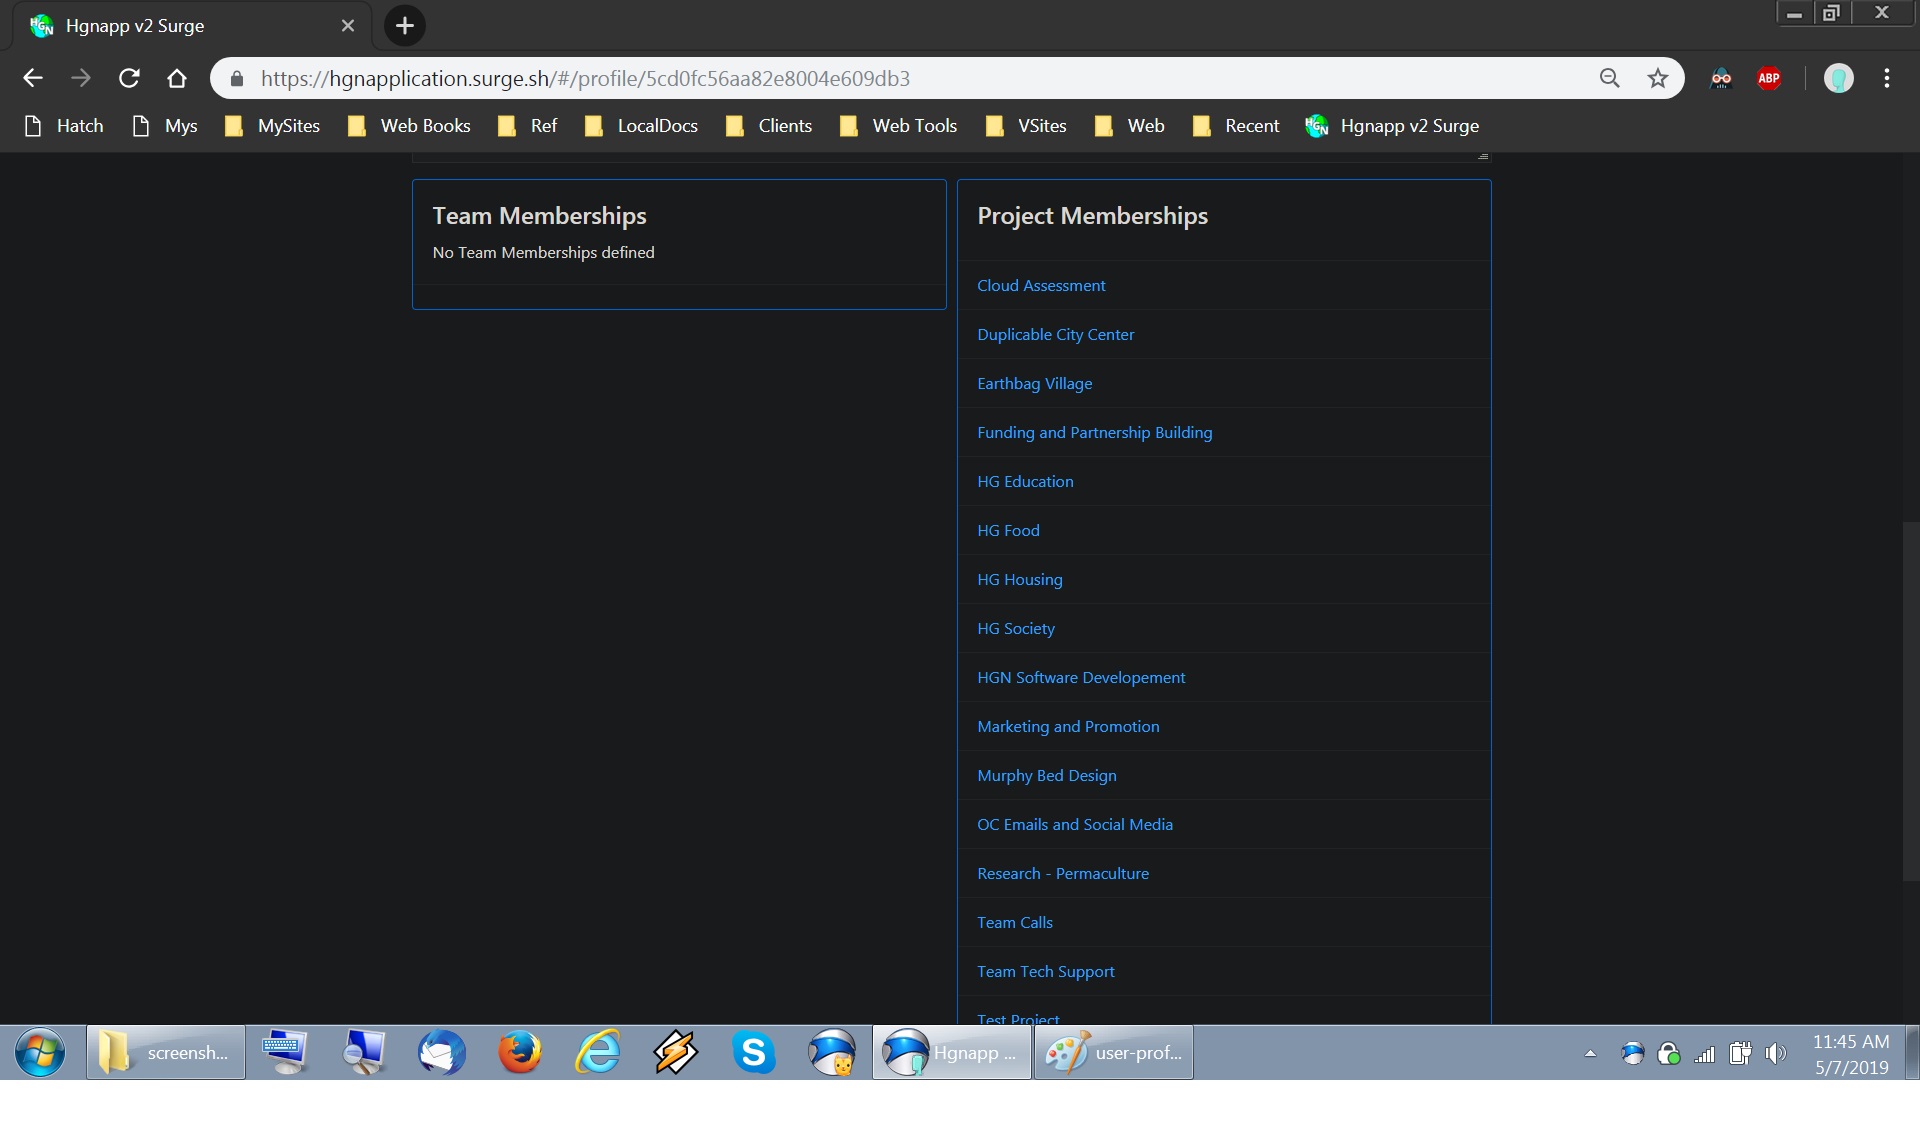 Hgnapp v2 Surge
https://hgnapplication.surge.sh/#/profile/5cd0fc56aa82e8004e609db3
ABP
Hatch Mys MySites Web Books Ref LocalDocs Clients Web Tools VSites Web Recent Hgnapp v2 Surge
Team Memberships
No Team Memberships defined
Project Memberships
Cloud Assessment
Duplicable City Center
Earthbag Village
Funding and Partnership Building
HG Education
HG Food
HG Housing
HG Society
HGN Software Developement
Marketing and Promotion
Murphy Bed Design
OC Emails and Social Media
Research - Permaculture
Team Calls
Team Tech Support
Test Project
screensh...
Hgnapp ...
user-prof...
11:45 AM
5/7/2019